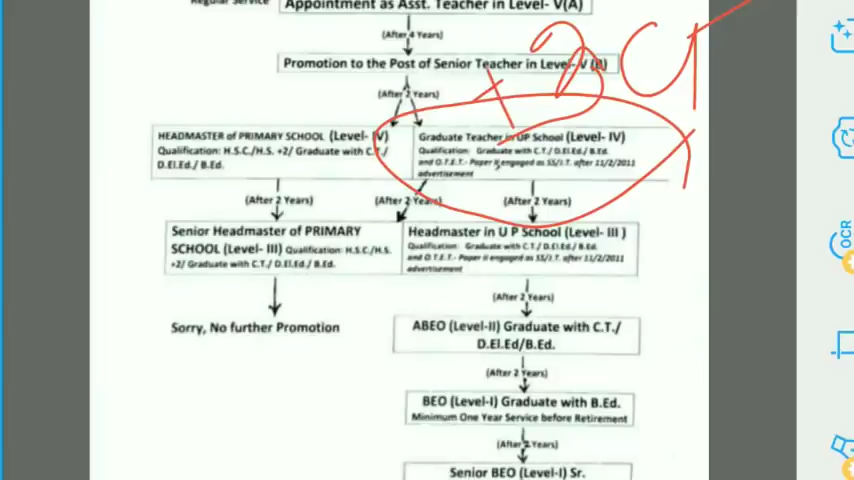 Regular Service
Appointment as Asst. Teacher in Level- V(A)
(After 4 Years)
Promotion to the Post of Senior Teacher in Level- V (B)
(After 2 Years)
HEADMASTER of PRIMARY SCHOOL (Level- IV)
Qualification: H.S.C./H.S. +2/ Graduate with C.T./
D.El.Ed./ B.Ed.
Graduate Teacher in UP School (Level- IV)
Qualification: Graduate with C.T./ D.El.Ed./ B.Ed.
and O.T.E.T.- Paper II engaged as SS/J.T. after 11/2/2011
advertisement
+3
(After 2 Years)
(After 2 Years)
(After 2 Years)
Senior Headmaster of PRIMARY
SCHOOL (Level- III) Qualification: H.S.C./H.S.
+2/ Graduate with C.T./ D.El.Ed./ B.Ed.
Headmaster in U P School (Level- III )
Qualification: Graduate with C.T./ D.El.Ed./ B.Ed.
and O.T.E.T.- Paper II engaged as SS/J.T. after 11/2/2011
advertisement
(After 2 Years)
Sorry, No further Promotion
ABEO (Level-II) Graduate with C.T./
D.El.Ed/B.Ed.
(After 2 Years)
BEO (Level-I) Graduate with B.Ed.
Minimum One Year Service before Retirement
(After 2 Years)
Senior BEO (Level-I) Sr.
OCR